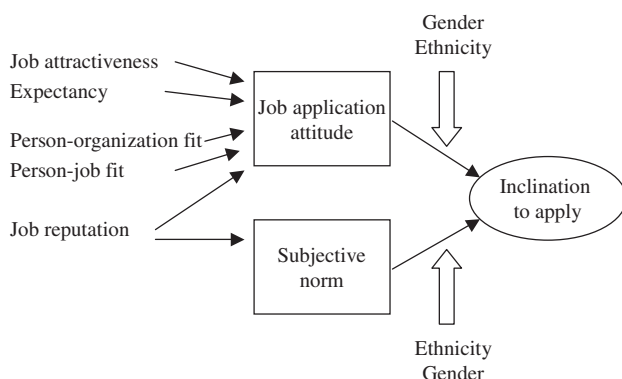 Gender
Ethnicity
Job attractiveness
Expectancy
Person-organization fit
Person-job fit
Job reputation
Job application
attitude
Subjective
norm
Inclination
to apply
Ethnicity
Gender